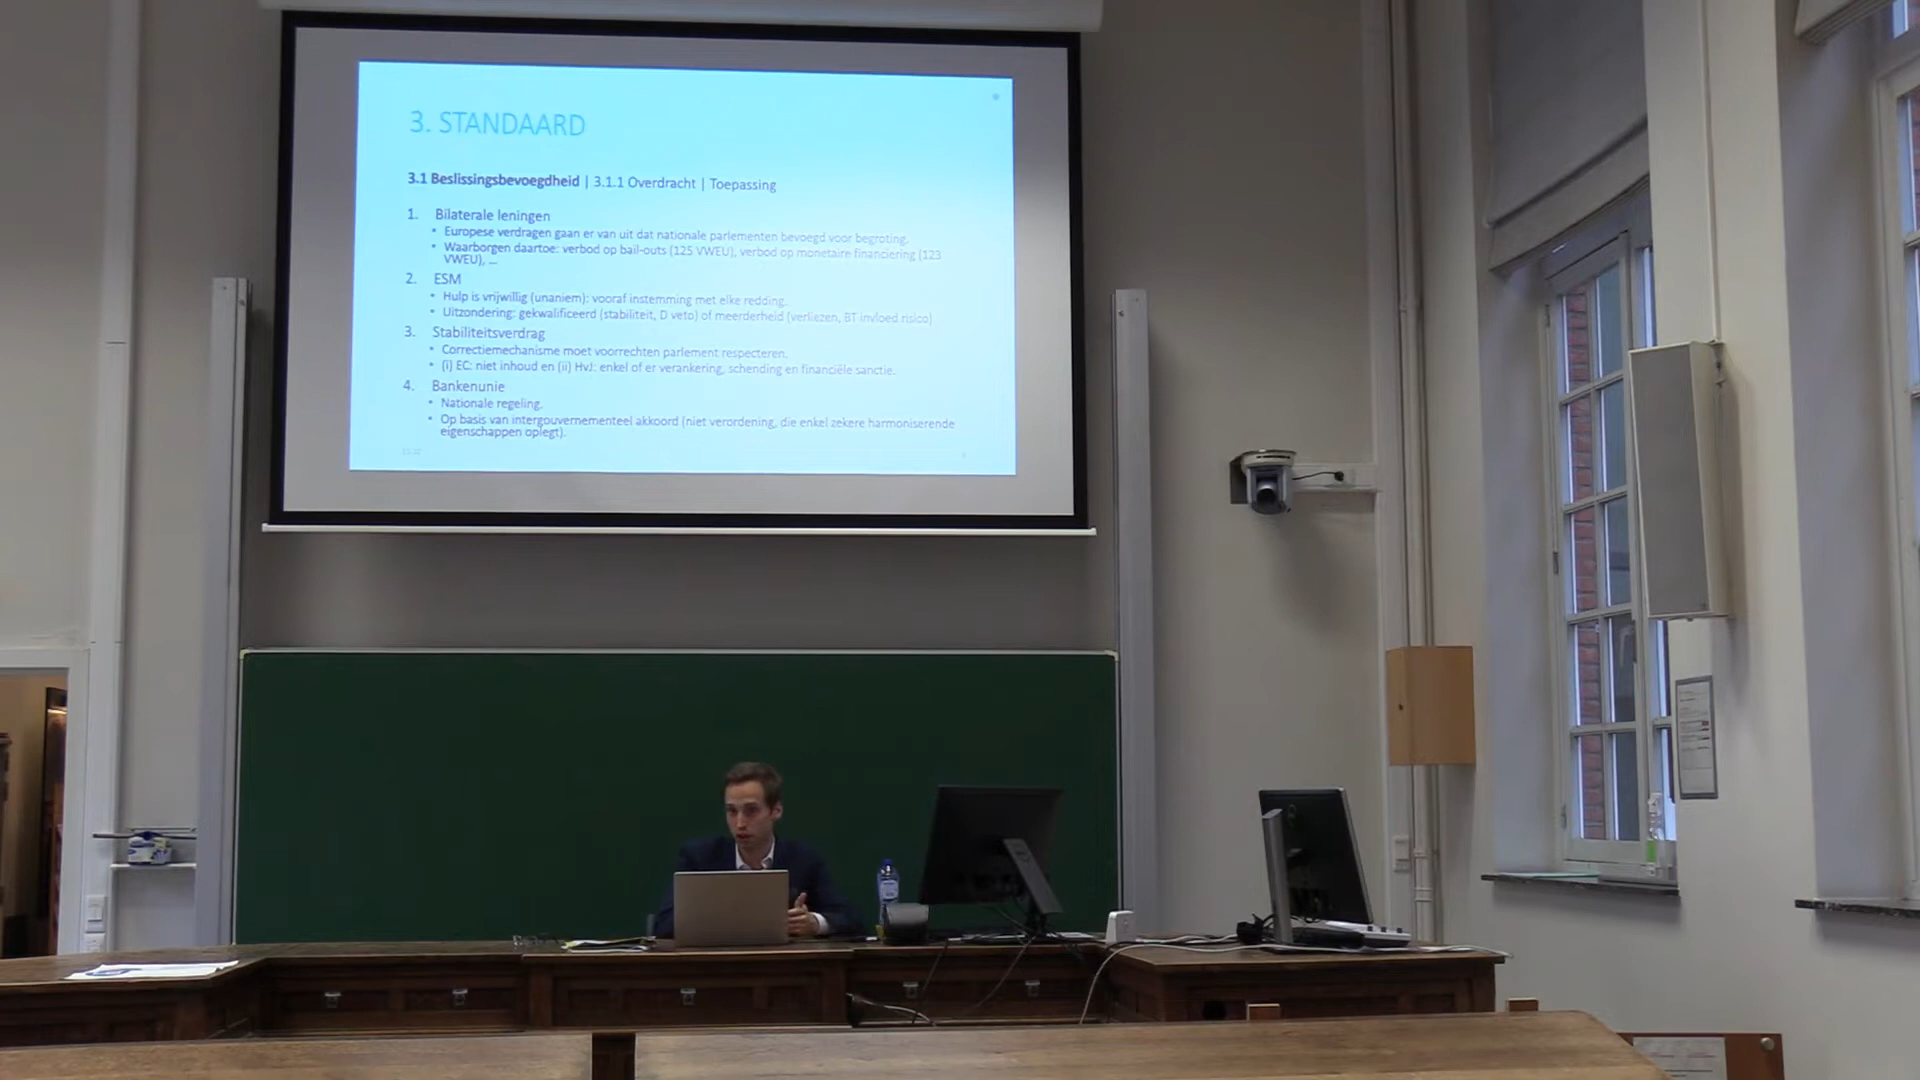 3. STANDAARD
3.1 Beslissingsbevoegdheid | 3.1.1 Overdracht | Toepassing
1. Bilaterale leningen
• Europese verdragen gaan er van uit dat nationale parlementen bevoegd voor begroting.
• Waarborgen daartoe: verbod op bail-outs (125 VWEU), verbod op monetaire financiering (123
VWEU), ...
2. ESM
• Hulp is vrijwillig (unaniem): vooraf instemming met elke redding.
• Uitzondering: gekwalificeerd (stabiliteit, D veto) of meerderheid (verliezen, BT invloed risico)
3. Stabiliteitsverdrag
• Correctiemechanisme moet voorrechten parlement respecteren.
• (i) EC: niet inhoud en (ii) HvJ: enkel of er verankering, schending en financiële sanctie.
4. Bankenunie
• Nationale regeling.
• Op basis van intergouvernementeel akkoord (niet verordening, die enkel zekere harmoniserende
eigenschappen oplegt).